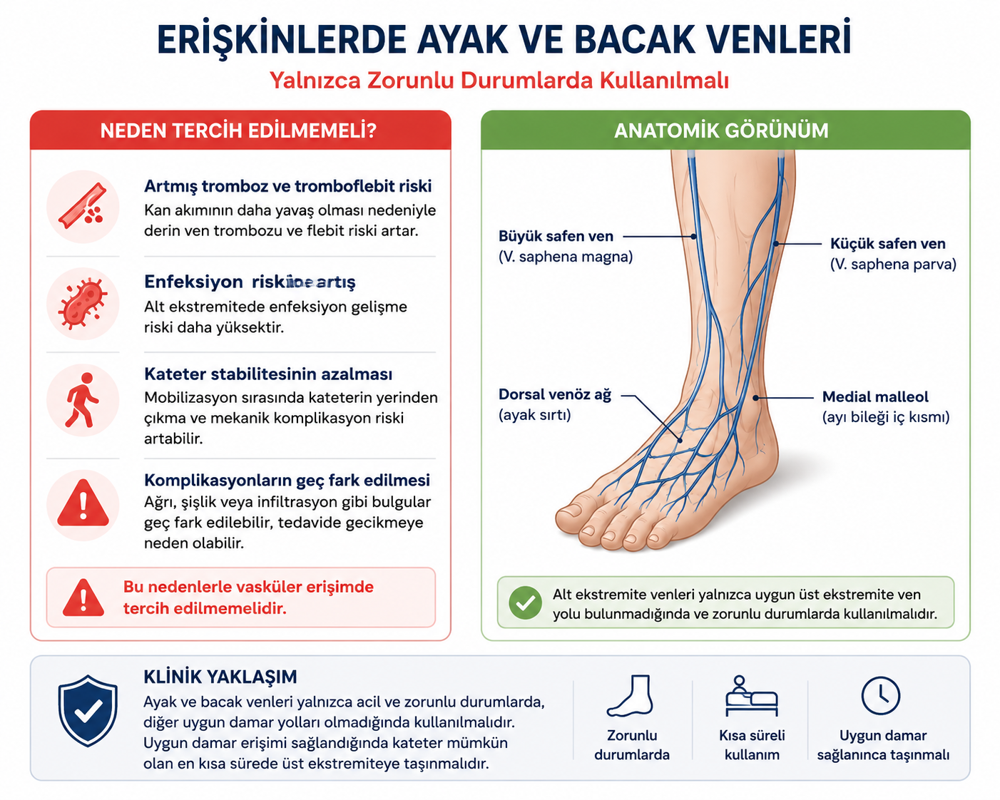 ERİŞKİNLERDE AYAK VE BACAK VENLERİ
Yalnızca Zorunlu Durumlarda Kullanılmalı
NEDEN TERCİH EDİLMEMELİ?
Artmış tromboz ve tromboflebit riski
Kan akımının daha yavaş olması nedeniyle
derin ven trombozu ve flebit riski artar.
Enfeksiyon artış
Alt ekstremitede enfeksiyon gelişme
riski daha yüksektir.
Kateter stabilitesinin azalması
Mobilizasyon sırasında kateterin yerinden
çıkma ve mekanik komplikasyon riski
artabilir.
Komplikasyonların geç fark edilmesi
Ağrı, şişlik veya infiltrasyon gibi bulgular
geç fark edilebilir, tedavide gecikmeye
neden olabilir.
Bu nedenlerle vasküler erişimde
tercih edilmemelidir.
ANATOMİK GÖRÜNÜM
Büyük safen ven
(V. saphena magna)
Küçük safen ven
(V. saphena parva)
Dorsal venöz ağ
(ayak sırtı)
Medial malleol
(ayı bileği iç kısmı)
Alt ekstremite venleri yalnızca uygun üst ekstremite ven
yolu bulunmadığında ve zorunlu durumlarda kullanılmalıdır.
KLİNİK YAKLAŞIM
Ayak ve bacak venleri yalnızca acil ve zorunlu durumlarda,
diğer uygun damar yolları olmadığında kullanılmalıdır.
Uygun damar erişimi sağlandığında kateter mümkün
olan en kısa sürede üst ekstremiteye taşınmalıdır.
Zorunlu
durumlarda
Kısa süreli
kullanım
Uygun damar
sağlanınca taşınmalı